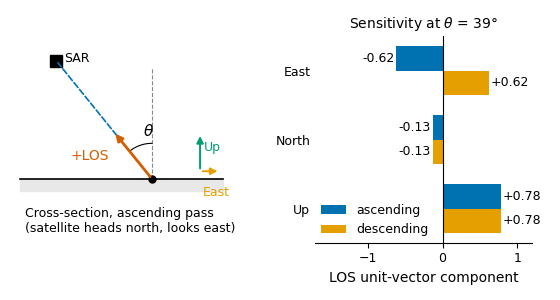 SAR
θ
+LOS
Up
East
Cross-section, ascending pass
(satellite heads north, looks east)
Sensitivity at θ = 39°
East
-0.62
+0.62
North
-0.13
-0.13
Up
+0.78
+0.78
ascending
descending
−1 0 1
LOS unit-vector component